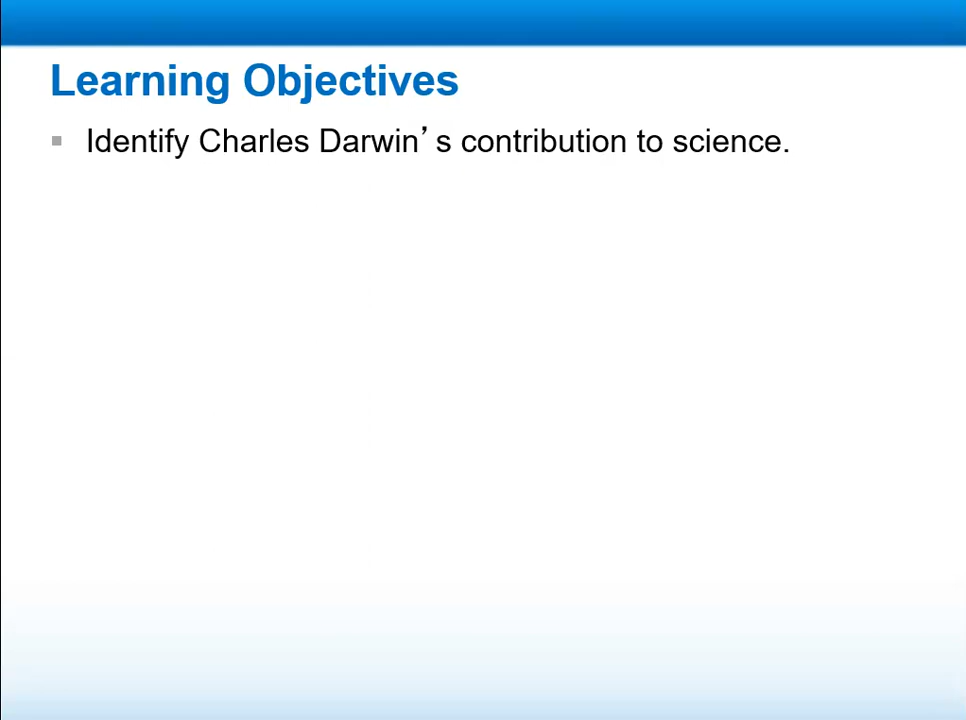 Learning Objectives
▪ Identify Charles Darwin’s contribution to science.